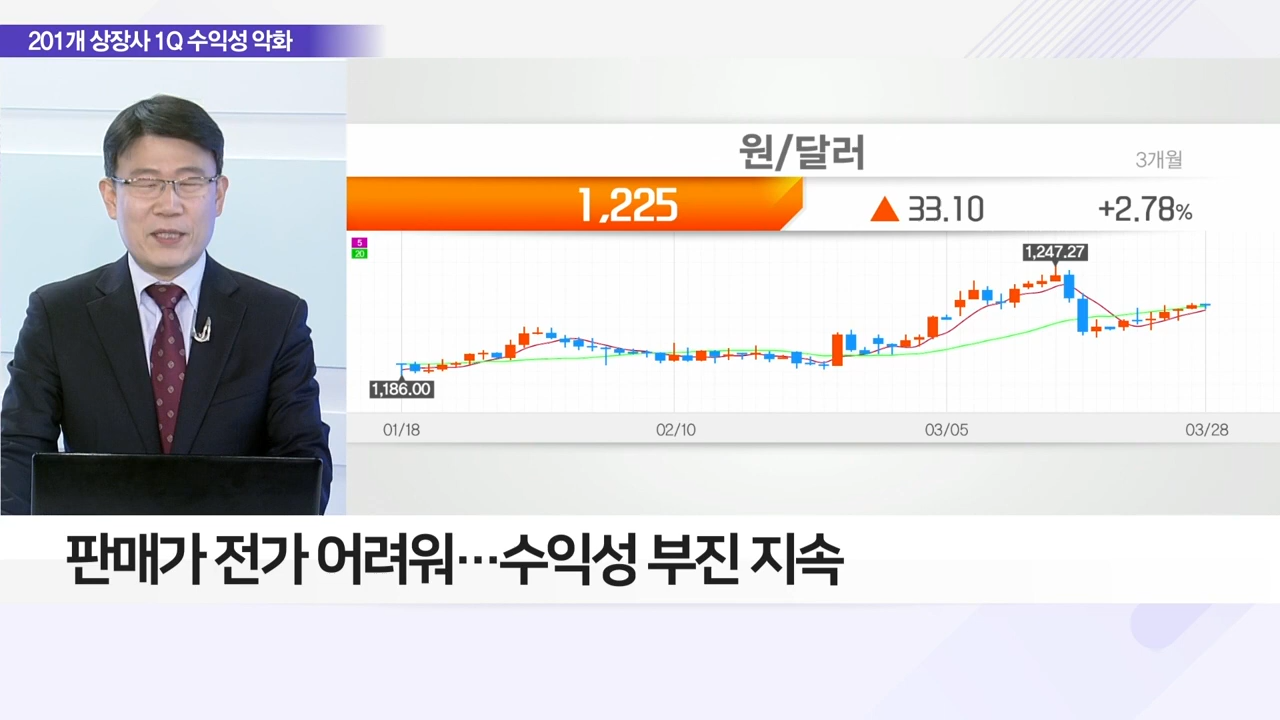 201개 상장사 1Q 수익성 악화
원/달러
3개월
1,225 ▲ 33.10 +2.78%
5
20
1,247.27
1,186.00
01/18 02/10 03/05 03/28
판매가 전가 어려워…수익성 부진 지속